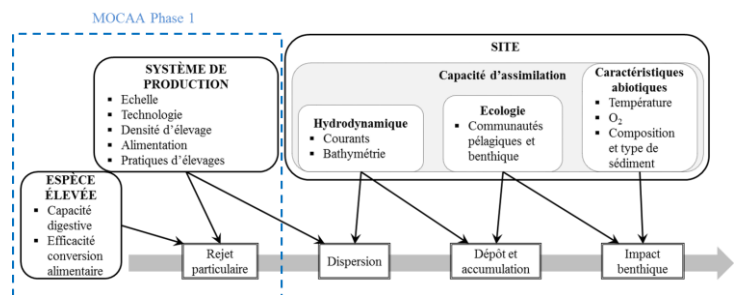 MOCAA Phase 1
SITE
SYSTÈME DE
PRODUCTION
▪ Echelle
▪ Technologie
▪ Densité d'élevage
▪ Alimentation
▪ Pratiques d'élevages
Capacité d'assimilation
Hydrodynamique
▪ Courants
▪ Bathymétrie
Ecologie
▪ Communautés
pélagiques et
benthique
Caractéristiques
abiotiques
▪ Température
▪ O₂
▪ Composition
et type de
sédiment
ESPÈCE
ÉLEVÉE
▪ Capacité
digestive
▪ Efficacité
conversion
alimentaire
Rejet
particulaire
Dispersion
Dépôt et
accumulation
Impact
benthique